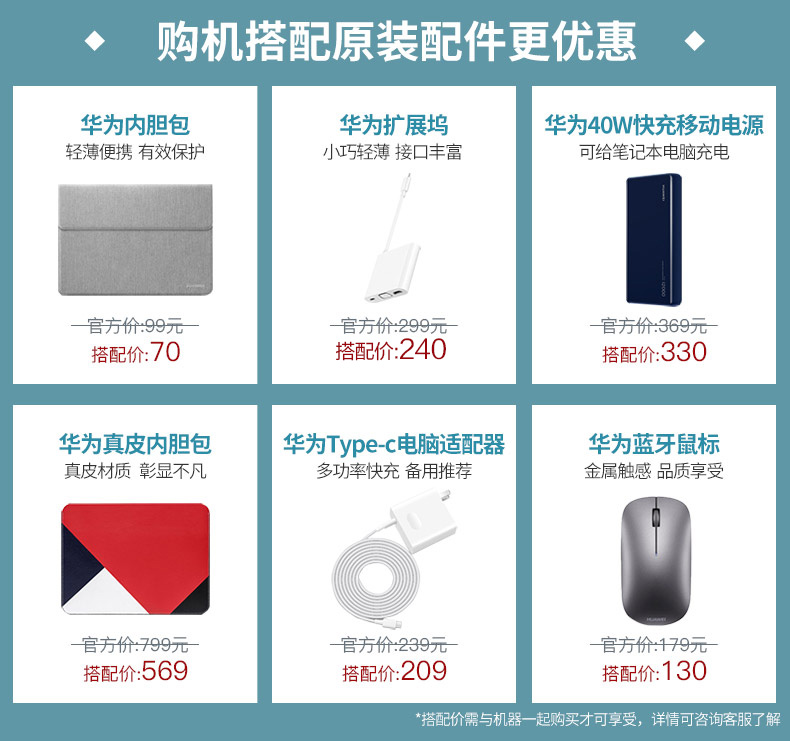 购机搭配原装配件更优惠
华为内胆包
轻薄便携 有效保护
官方价:99元
搭配价:70
华为扩展坞
小巧轻薄 接口丰富
官方价:299元
搭配价:240
华为40W快充移动电源
可给笔记本电脑充电
官方价:369元
搭配价:330
华为真皮内胆包
真皮材质 彰显不凡
官方价:799元
搭配价:569
华为Type-c电脑适配器
多功率快充 备用推荐
官方价:239元
搭配价:209
华为蓝牙鼠标
金属触感 品质享受
HUAWEI
官方价:179元
搭配价:130
*搭配价需与机器一起购买才可享受，详情可咨询客服了解